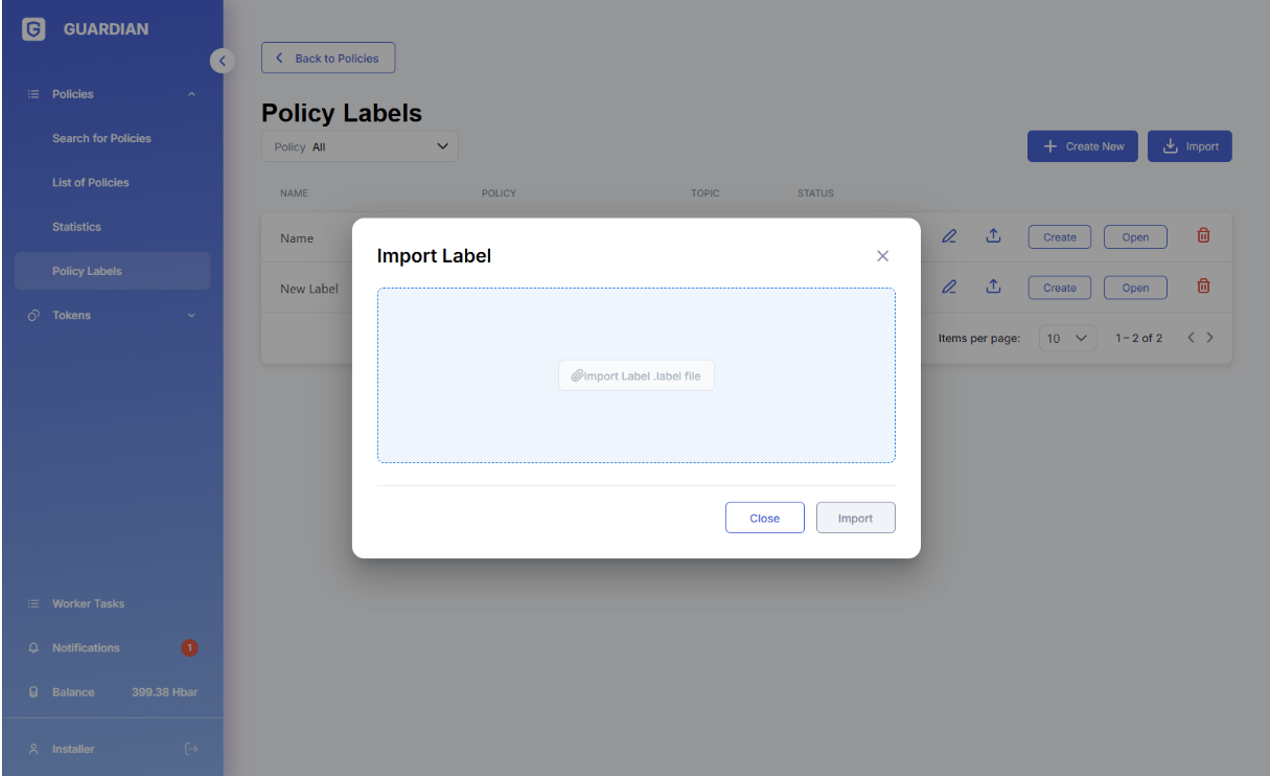 GUARDIAN
Policies
Search for Policies
List of Policies
Statistics
Policy Labels
Tokens
Worker Tasks
Notifications 1
Balance 399.38 Hbar
Installer
Back to Policies
Policy Labels
Policy All
Create New Import
NAME POLICY TOPIC STATUS
Name Create Open
New Label Create Open
Items per page: 10 1 – 2 of 2
Import Label
Import Label .label file
Close Import